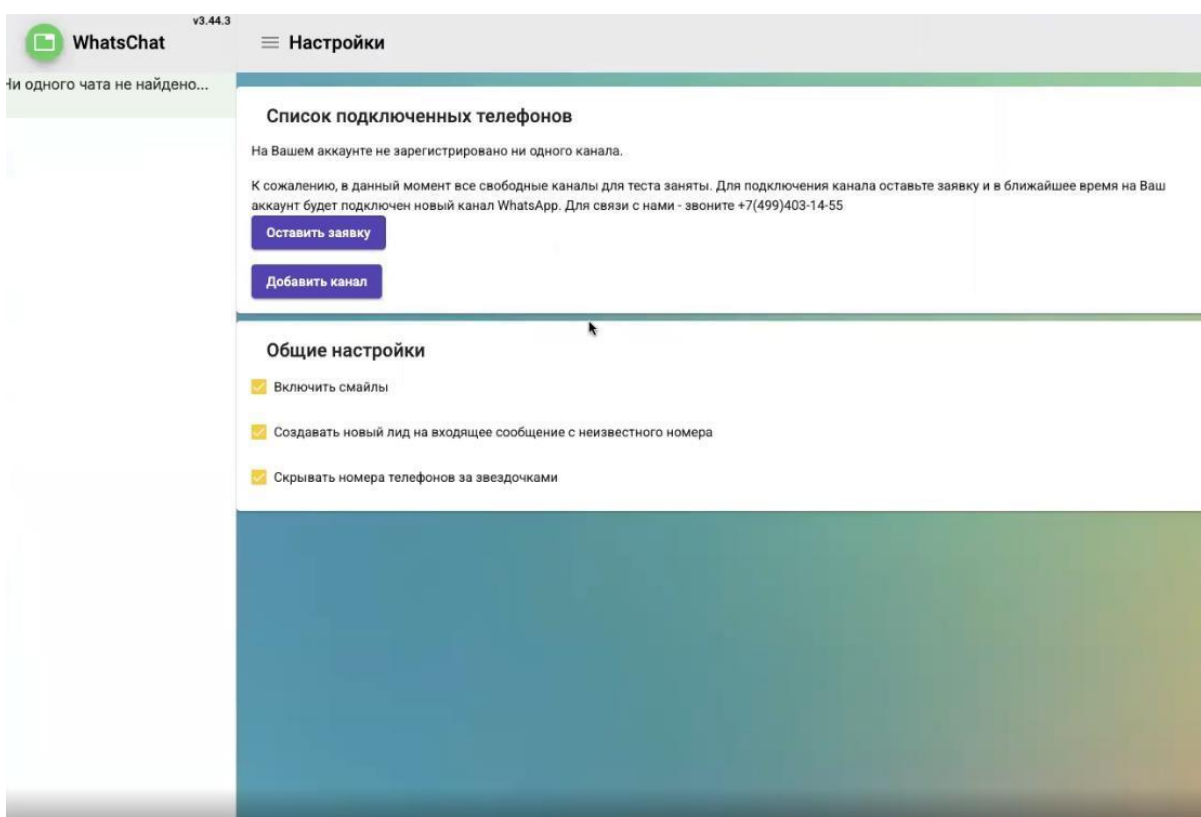 v3.44.3
WhatsChat
Настройки
Ни одного чата не найдено...
Список подключенных телефонов
На Вашем аккаунте не зарегистрировано ни одного канала.
К сожалению, в данный момент все свободные каналы для теста заняты. Для подключения канала оставьте заявку и в ближайшее время на Ваш
аккаунт будет подключен новый канал WhatsApp. Для связи с нами - звоните +7(499)403-14-55
Оставить заявку
Добавить канал
Общие настройки
Включить смайлы
Создавать новый лид на входящее сообщение с неизвестного номера
Скрывать номера телефонов за звездочками